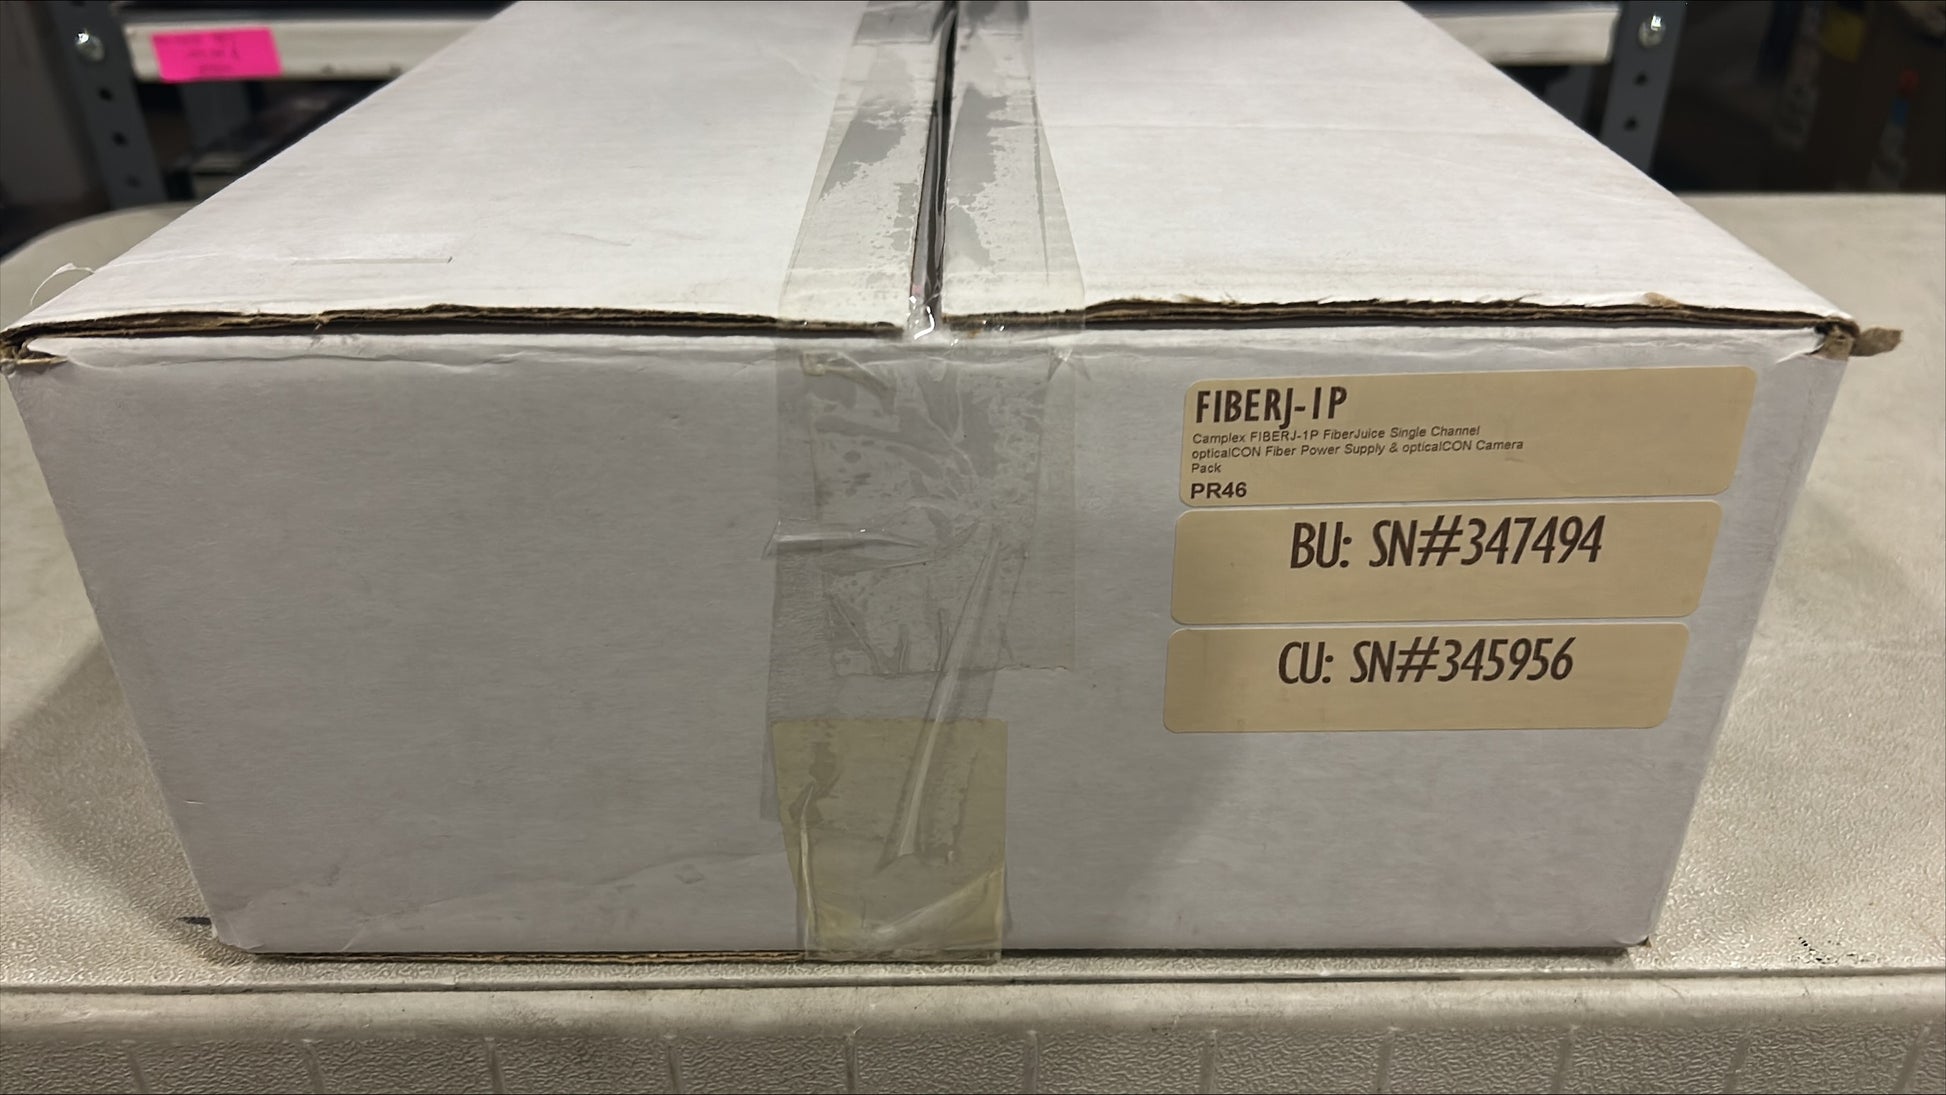 FIBERJ-1P
Camplex FIBERJ-1P FiberJuice Single Channel
opticalCON Fiber Power Supply & opticalCON Camera
Pack
PR46
BU: SN#347494
CU: SN#345956